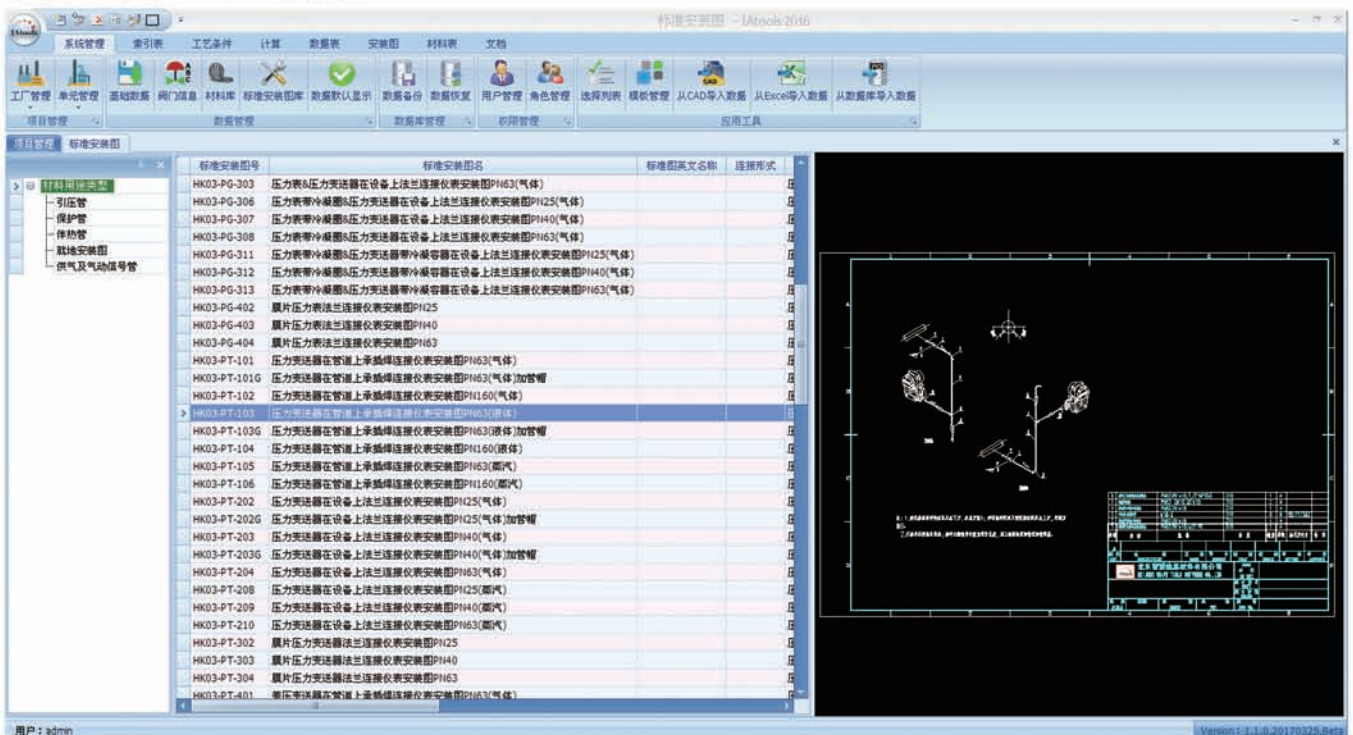 标准安装图 - IAtools 2016
系统管理 索引表 工艺条件 计算 数据表 安装图 材料表 文档
工厂管理 单元管理 基础数据 阀门信息 材料库 标准安装图库 数据默认显示 数据备份 数据恢复 用户管理 角色管理 选择列表 模板管理 从CAD导入数据 从Excel导入数据 从数据库导入数据
项目管理 数据管理 数据库管理 权限管理 应用工具
项目管理 标准安装图
材料用途类型
引压管
保护管
伴热管
就地安装图
供气及气动信号管
标准安装图号 标准安装图名 标准图英文名称 连接形式
HK03-PG-303 压力表&压力变送器在设备上法兰连接仪表安装图PN63(气体)
HK03-PG-306 压力表带冷凝圈&压力变送器在设备上法兰连接仪表安装图PN25(气体)
HK03-PG-307 压力表带冷凝圈&压力变送器在设备上法兰连接仪表安装图PN40(气体)
HK03-PG-308 压力表带冷凝圈&压力变送器在设备上法兰连接仪表安装图PN63(气体)
HK03-PG-311 压力表带冷凝圈&压力变送器带冷凝容器在设备上法兰连接仪表安装图PN25(气体)
HK03-PG-312 压力表带冷凝圈&压力变送器带冷凝容器在设备上法兰连接仪表安装图PN40(气体)
HK03-PG-313 压力表带冷凝圈&压力变送器带冷凝容器在设备上法兰连接仪表安装图PN63(气体)
HK03-PG-402 膜片压力表法兰连接仪表安装图PN25
HK03-PG-403 膜片压力表法兰连接仪表安装图PN40
HK03-PG-404 膜片压力表法兰连接仪表安装图PN63
HK03-PT-101 压力变送器在管道上承插焊连接仪表安装图PN63(气体)
HK03-PT-101G 压力变送器在管道上承插焊连接仪表安装图PN63(气体)加管帽
HK03-PT-102 压力变送器在管道上承插焊连接仪表安装图PN160(气体)
HK03-PT-103 压力变送器在管道上承插焊连接仪表安装图PN63(液体)
HK03-PT-103G 压力变送器在管道上承插焊连接仪表安装图PN63(液体)加管帽
HK03-PT-104 压力变送器在管道上承插焊连接仪表安装图PN160(液体)
HK03-PT-105 压力变送器在管道上承插焊连接仪表安装图PN63(蒸汽)
HK03-PT-106 压力变送器在管道上承插焊连接仪表安装图PN160(蒸汽)
HK03-PT-202 压力变送器在设备上法兰连接仪表安装图PN25(气体)
HK03-PT-202G 压力变送器在设备上法兰连接仪表安装图PN25(气体)加管帽
HK03-PT-203 压力变送器在设备上法兰连接仪表安装图PN40(气体)
HK03-PT-203G 压力变送器在设备上法兰连接仪表安装图PN40(气体)加管帽
HK03-PT-204 压力变送器在设备上法兰连接仪表安装图PN63(气体)
HK03-PT-208 压力变送器在设备上法兰连接仪表安装图PN25(蒸汽)
HK03-PT-209 压力变送器在设备上法兰连接仪表安装图PN40(蒸汽)
HK03-PT-210 压力变送器在设备上法兰连接仪表安装图PN63(蒸汽)
HK03-PT-302 膜片压力变送器法兰连接仪表安装图PN25
HK03-PT-303 膜片压力变送器法兰连接仪表安装图PN40
HK03-PT-304 膜片压力变送器法兰连接仪表安装图PN63
HK03-PT-401 差压变送器在管道上承插焊连接仪表安装图PN63(气体)
用户：admin
Version : 1.1.0.20170325.Beta